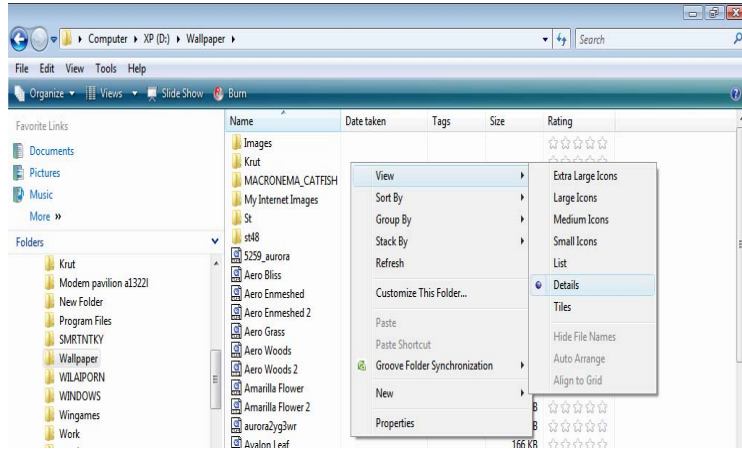 Computer ▸ XP (D:) ▸ Wallpaper ▸
Search
File Edit View Tools Help
Organize Views Slide Show Burn
Favorite Links
Documents
Pictures
Music
More »
Folders
Krut
Modem pavilion a1322l
New Folder
Program Files
SMRTNTKY
Wallpaper
WILAIPORN
WINDOWS
Wingames
Work
Name Date taken Tags Size Rating
Images
Krut
MACRONEMA_CATFISH
My Internet Images
St
st48
5259_aurora
Aero Bliss
Aero Enmeshed
Aero Enmeshed 2
Aero Grass
Aero Woods
Aero Woods 2
Amarilla Flower
Amarilla Flower 2
aurora2yg3wr
Avalon Leaf
166 KB
View
Sort By
Group By
Stack By
Refresh
Customize This Folder...
Paste
Paste Shortcut
Groove Folder Synchronization
New
Properties
Extra Large Icons
Large Icons
Medium Icons
Small Icons
List
Details
Tiles
Hide File Names
Auto Arrange
Align to Grid